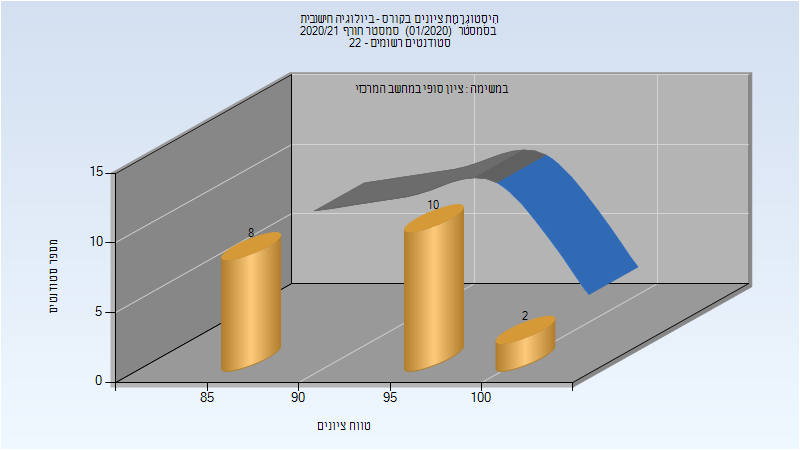 היסטוגרמת ציונים בקורס - ביולוגיה חישובית
בסמסטר (01/2020) סמסטר חורף 2020/21
סטודנטים רשומים - 22
במשימה : ציון סופי במחשב המרכזי
15
10
5
0
מספר סטודנטים
8
10
2
85
90
95
100
טווח ציונים